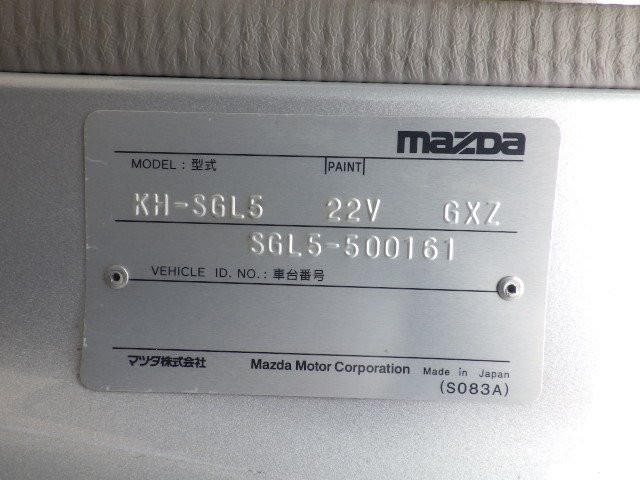 mazda
MODEL : 型式 PAINT
KH-SGL5 22V GXZ
SGL5-500161
VEHICLE ID. NO. : 車台番号
マツダ株式会社 Mazda Motor Corporation Made in Japan
(S083A)